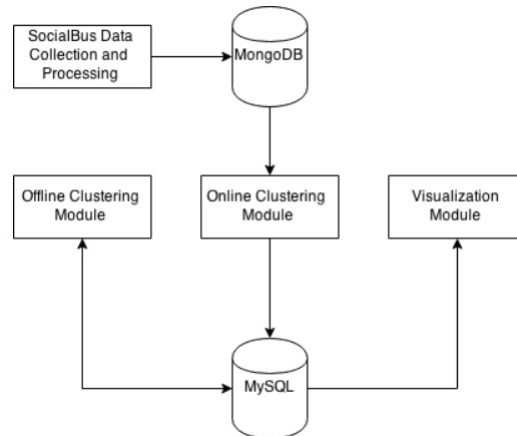 SocialBus Data
Collection and
Processing
MongoDB
Offline Clustering
Module
Online Clustering
Module
Visualization
Module
MySQL